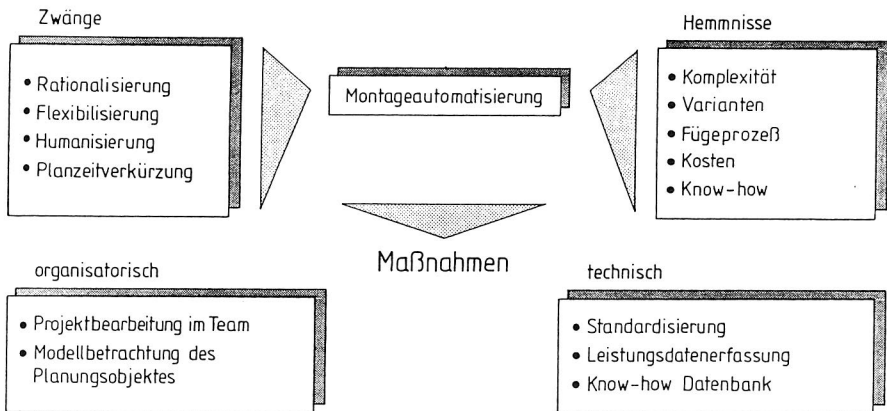 Zwänge
• Rationalisierung
• Flexibilisierung
• Humanisierung
• Planzeitverkürzung
Montageautomatisierung
Hemmnisse
• Komplexität
• Varianten
• Fügeprozeß
• Kosten
• Know-how
Maßnahmen
organisatorisch
• Projektbearbeitung im Team
• Modellbetrachtung des
Planungsobjektes
technisch
• Standardisierung
• Leistungsdatenerfassung
• Know-how Datenbank